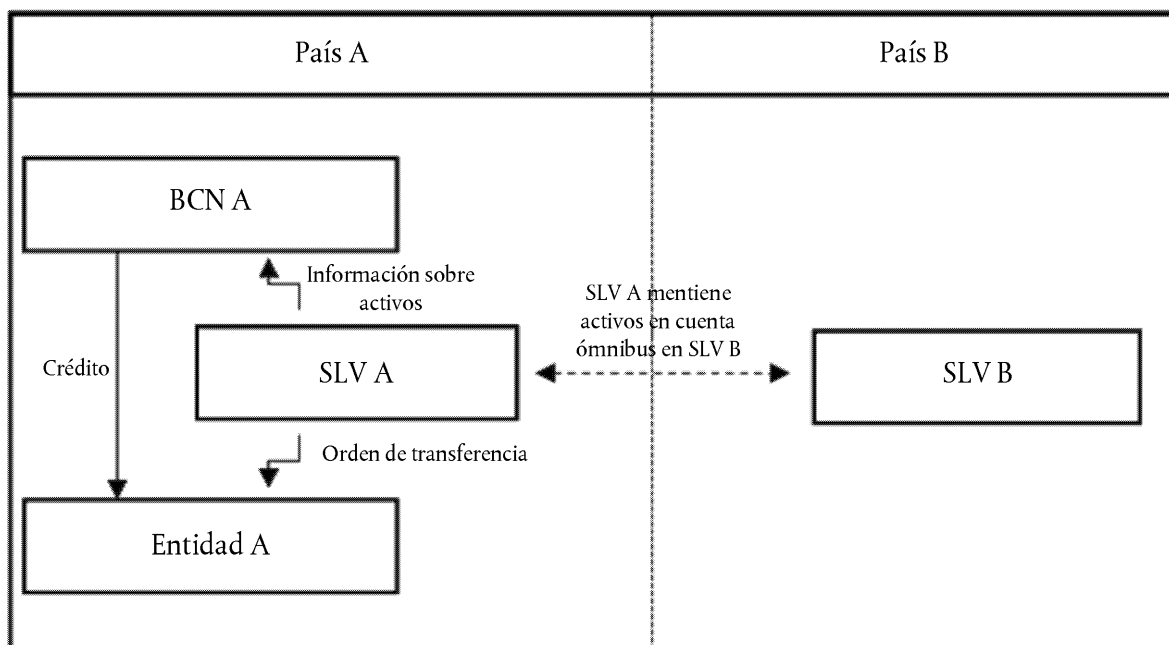 País A
País B
BCN A
Información sobre
activos
SLV A mentiene
activos en cuenta
ómnibus en SLV B
Crédito
SLV A
SLV B
Orden de transferencia
Entidad A